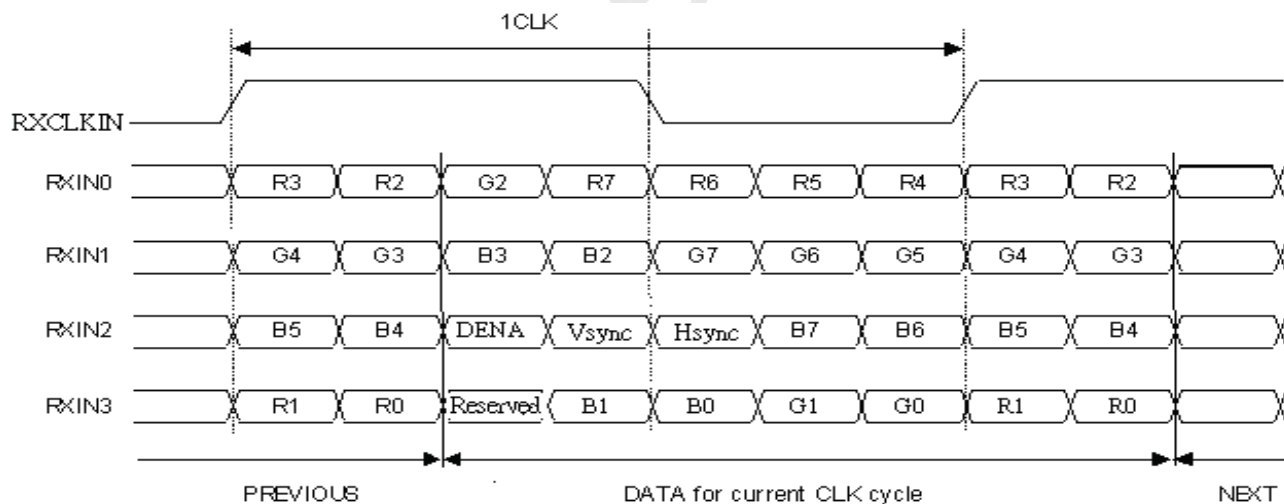 1CLK
RXCLKIN
RXIN0 R3 R2 G2 R7 R6 R5 R4 R3 R2
RXIN1 G4 G3 B3 B2 G7 G6 G5 G4 G3
RXIN2 B5 B4 DENA Vsync Hsync B7 B6 B5 B4
RXIN3 R1 R0 Reserved B1 B0 G1 G0 R1 R0
PREVIOUS DATA for current CLK cycle NEXT